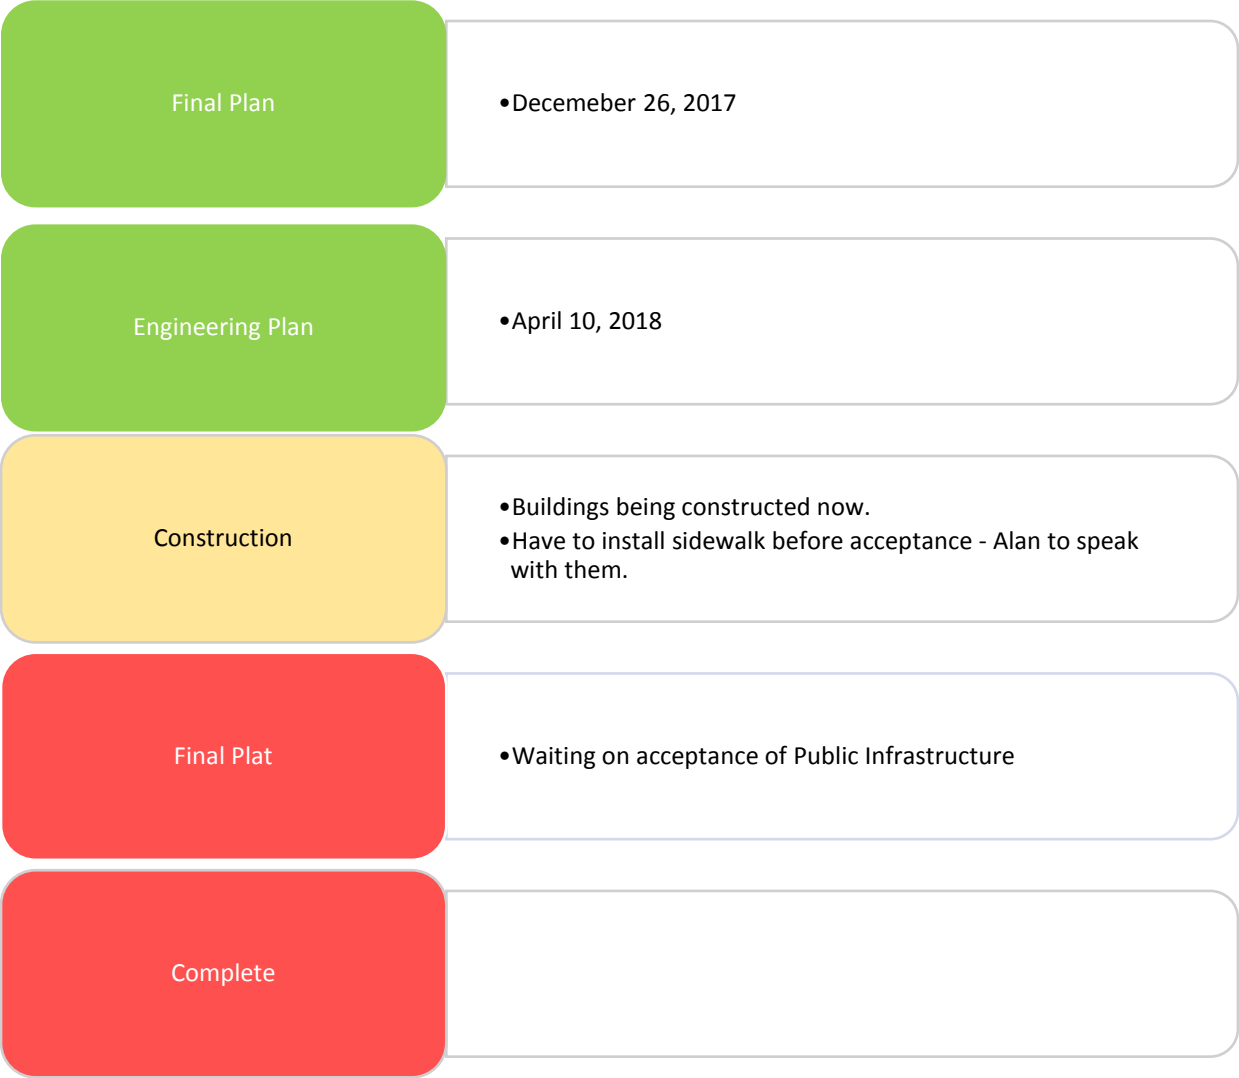 Final Plan
•Decemeber 26, 2017
Engineering Plan
•April 10, 2018
Construction
•Buildings being constructed now.
•Have to install sidewalk before acceptance - Alan to speak
with them.
Final Plat
•Waiting on acceptance of Public Infrastructure
Complete